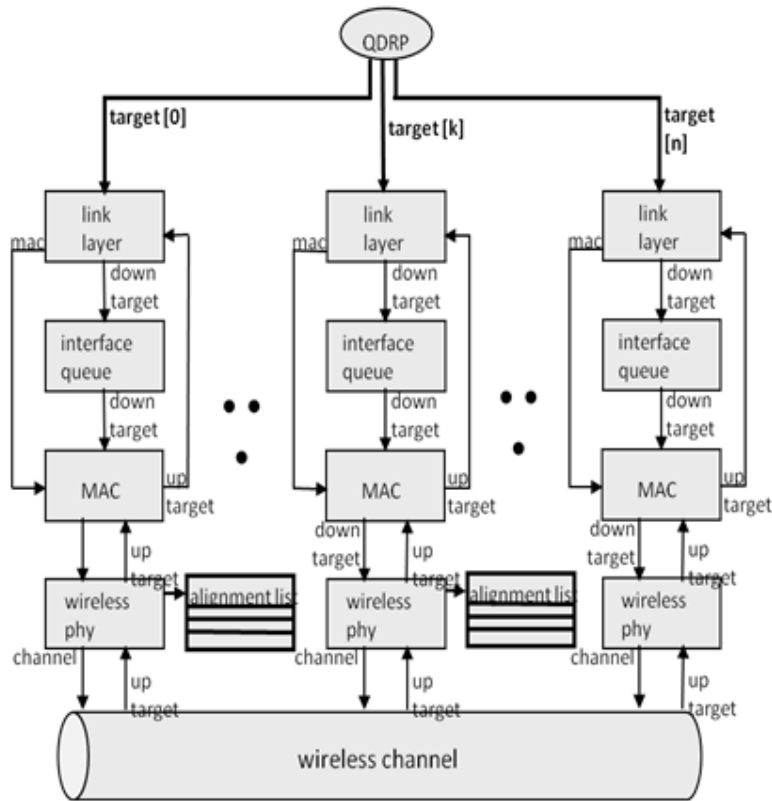 QDRP
target [0]
target [k]
target
[n]
link
layer
link
layer
link
layer
mac
mac
mac
down
target
down
target
down
target
interface
queue
interface
queue
interface
queue
down
target
down
target
down
target
MAC
up
target
MAC
up
target
MAC
up
target
up
target
down
target
up
target
down
target
up
target
wireless
phy
alignment list
wireless
phy
alignment list
wireless
phy
channel
up
target
channel
up
target
channel
up
target
wireless channel